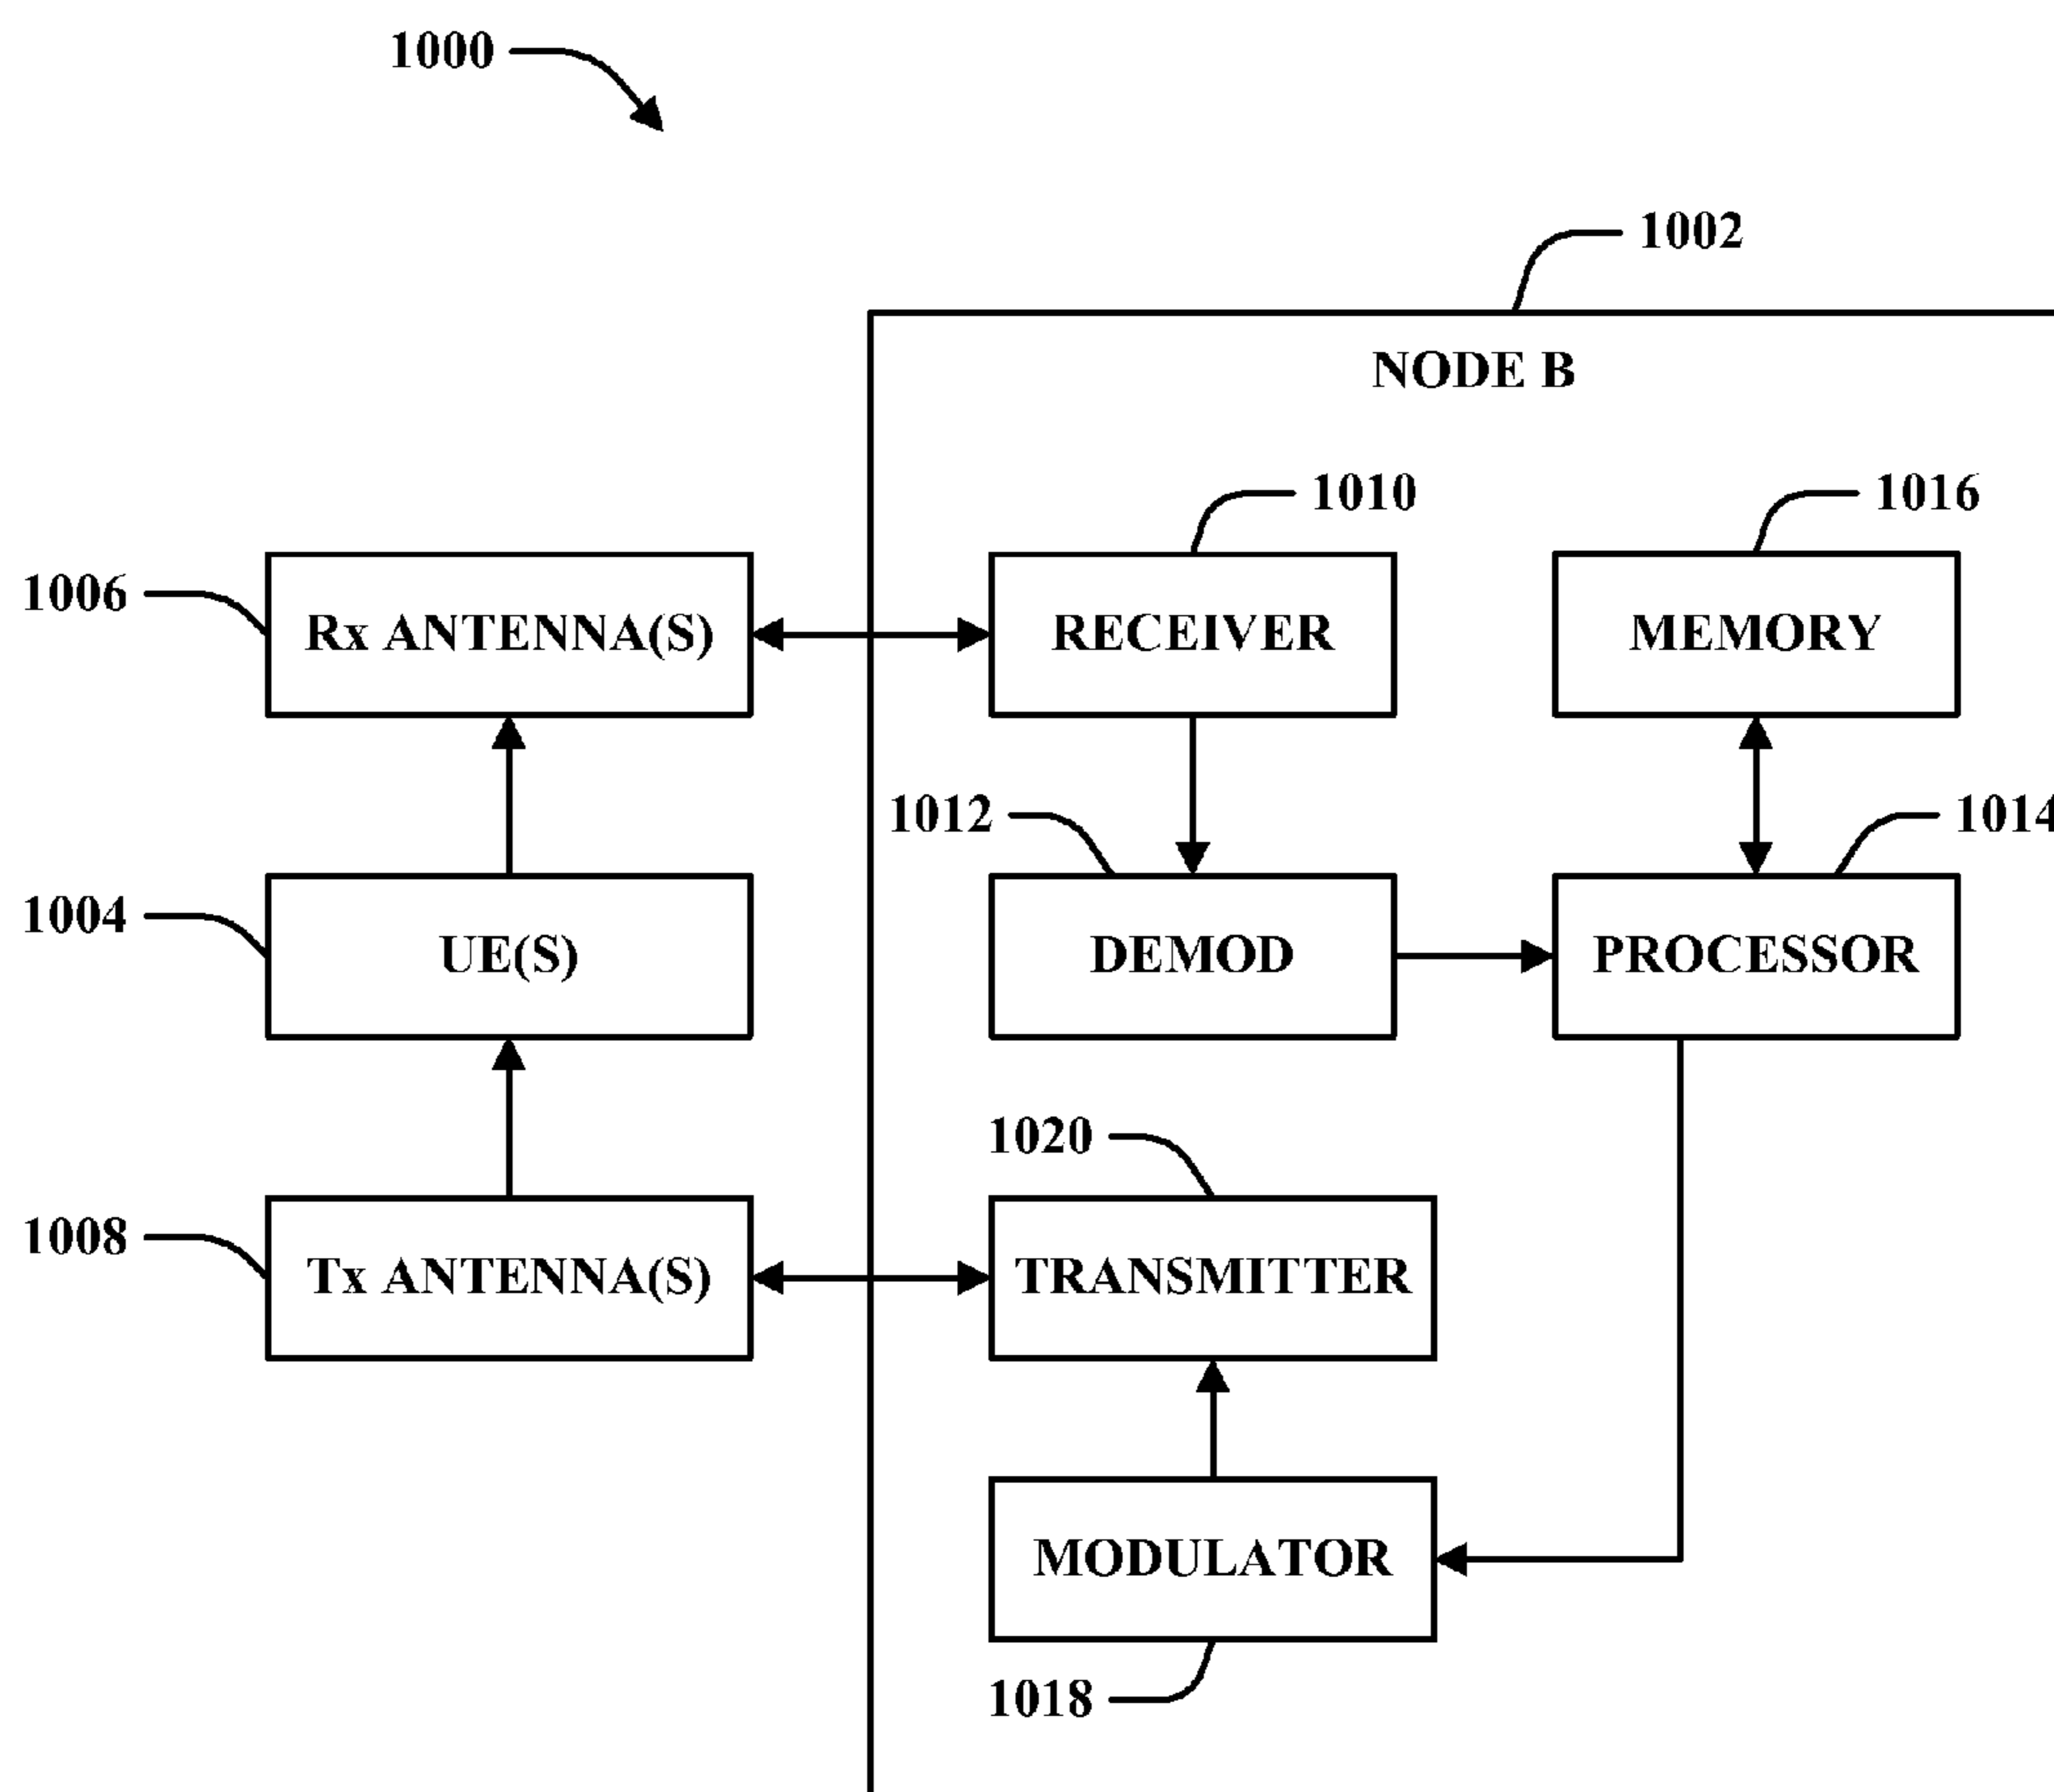 1000
1002
NODE B
1010
1016
1006
Rx ANTENNA(S)
RECEIVER
MEMORY
1012
1014
1004
UE(S)
DEMOD
PROCESSOR
1020
1008
Tx ANTENNA(S)
TRANSMITTER
MODULATOR
1018